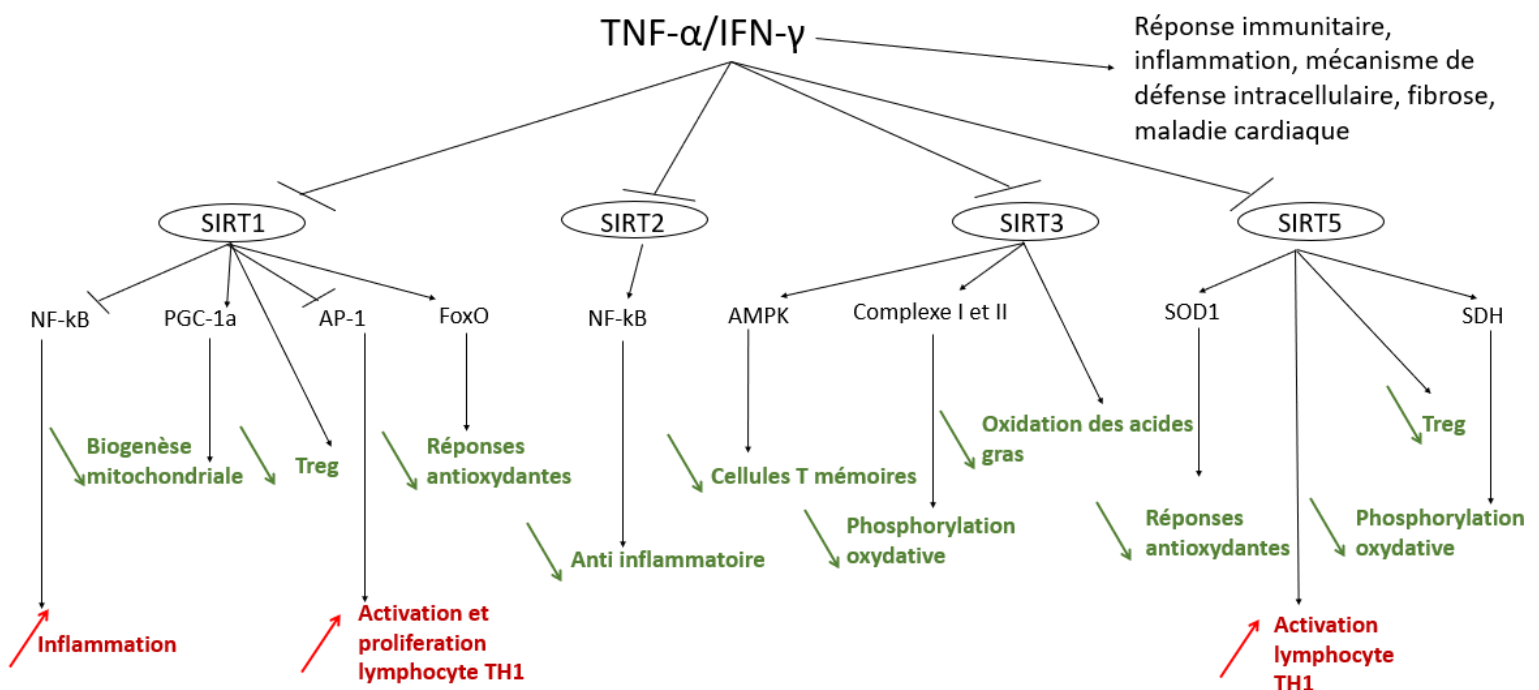 TNF-α/IFN-γ
Réponse immunitaire,
inflammation, mécanisme de
défense intracellulaire, fibrose,
maladie cardiaque
SIRT1
SIRT2
SIRT3
SIRT5
NF-kB
PGC-1a
AP-1
FoxO
NF-kB
AMPK
Complexe I et II
SOD1
SDH
Biogenèse
mitochondriale
Treg
Réponses
antioxydantes
Anti inflammatoire
Cellules T mémoires
Phosphorylation
oxydative
Oxidation des acides
gras
Réponses
antioxydantes
Treg
Phosphorylation
oxydative
Inflammation
Activation et
proliferation
lymphocyte TH1
Activation
lymphocyte
TH1